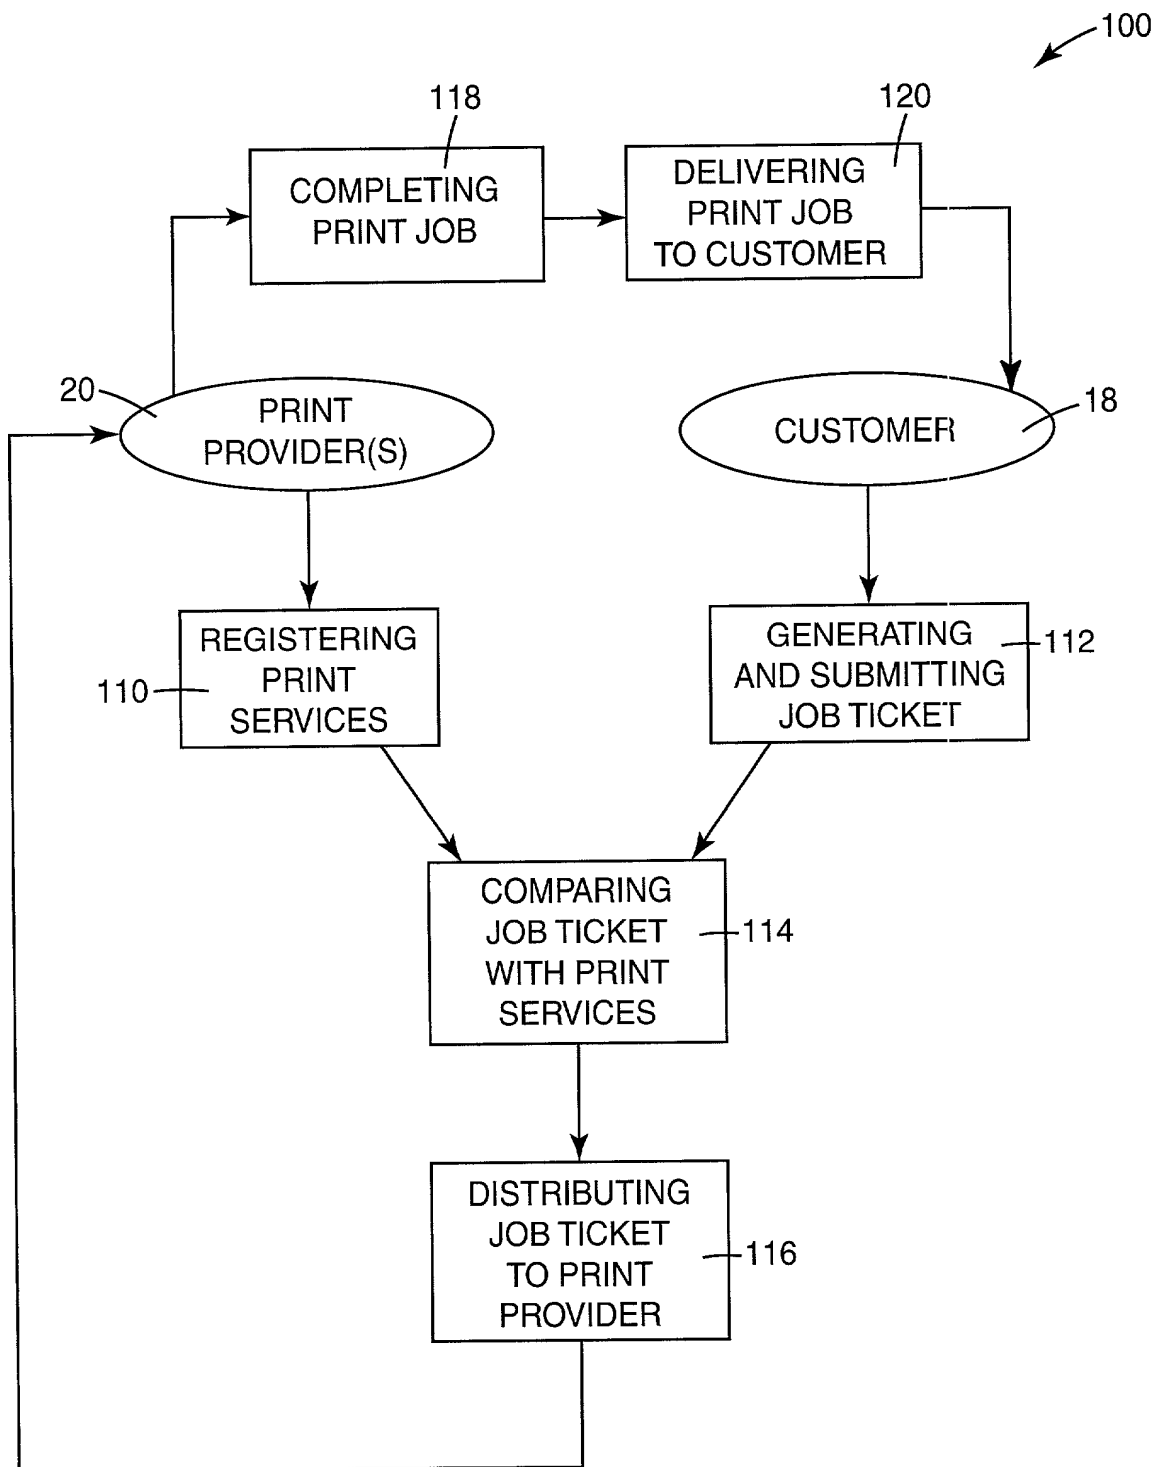 100
118
120
COMPLETING
PRINT JOB
DELIVERING
PRINT JOB
TO CUSTOMER
20
PRINT
PROVIDER(S)
CUSTOMER
18
REGISTERING
PRINT
SERVICES
110
GENERATING
AND SUBMITTING
JOB TICKET
112
COMPARING
JOB TICKET
WITH PRINT
SERVICES
114
DISTRIBUTING
JOB TICKET
TO PRINT
PROVIDER
116